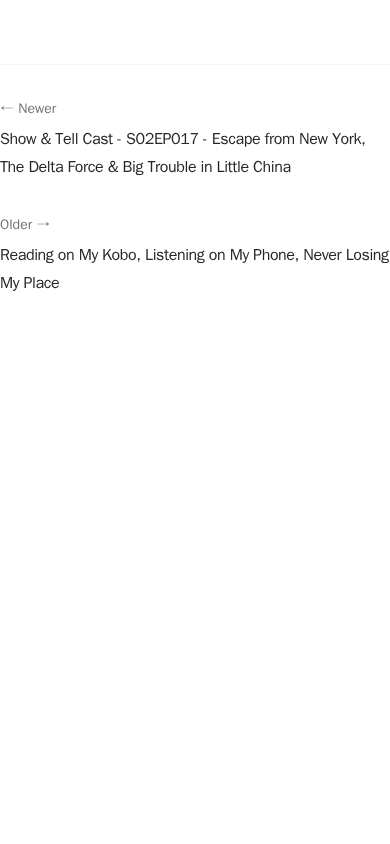 ← Newer
Show & Tell Cast - S02EP017 - Escape from New York,
The Delta Force & Big Trouble in Little China
Older →
Reading on My Kobo, Listening on My Phone, Never Losing
My Place